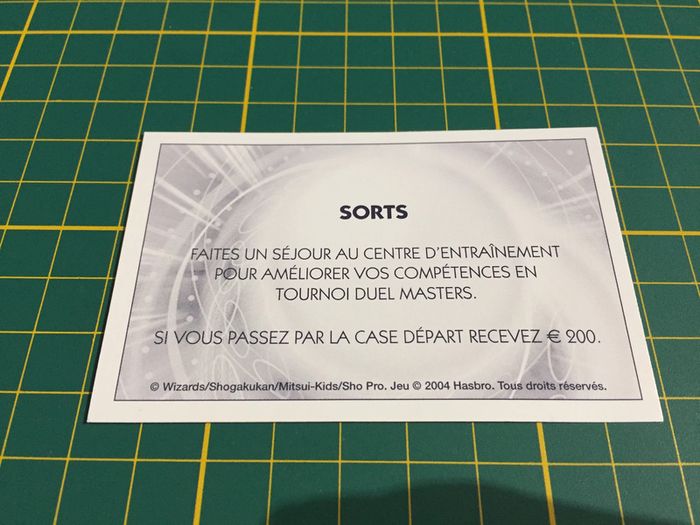 SORTS
FAITES UN SÉJOUR AU CENTRE D'ENTRAÎNEMENT
POUR AMÉLIORER VOS COMPÉTENCES EN
TOURNOI DUEL MASTERS.
SI VOUS PASSEZ PAR LA CASE DÉPART RECEVEZ € 200.
© Wizards/Shogakukan/Mitsui-Kids/Sho Pro. Jeu © 2004 Hasbro. Tous droits réservés.